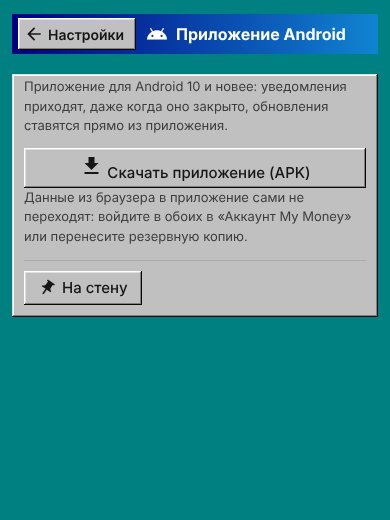 Настройки
Приложение Android
Приложение для Android 10 и новее: уведомления
приходят, даже когда оно закрыто, обновления
ставятся прямо из приложения.
Скачать приложение (APK)
Данные из браузера в приложение сами не
переходят: войдите в обоих в «Аккаунт My Money»
или перенесите резервную копию.
На стену